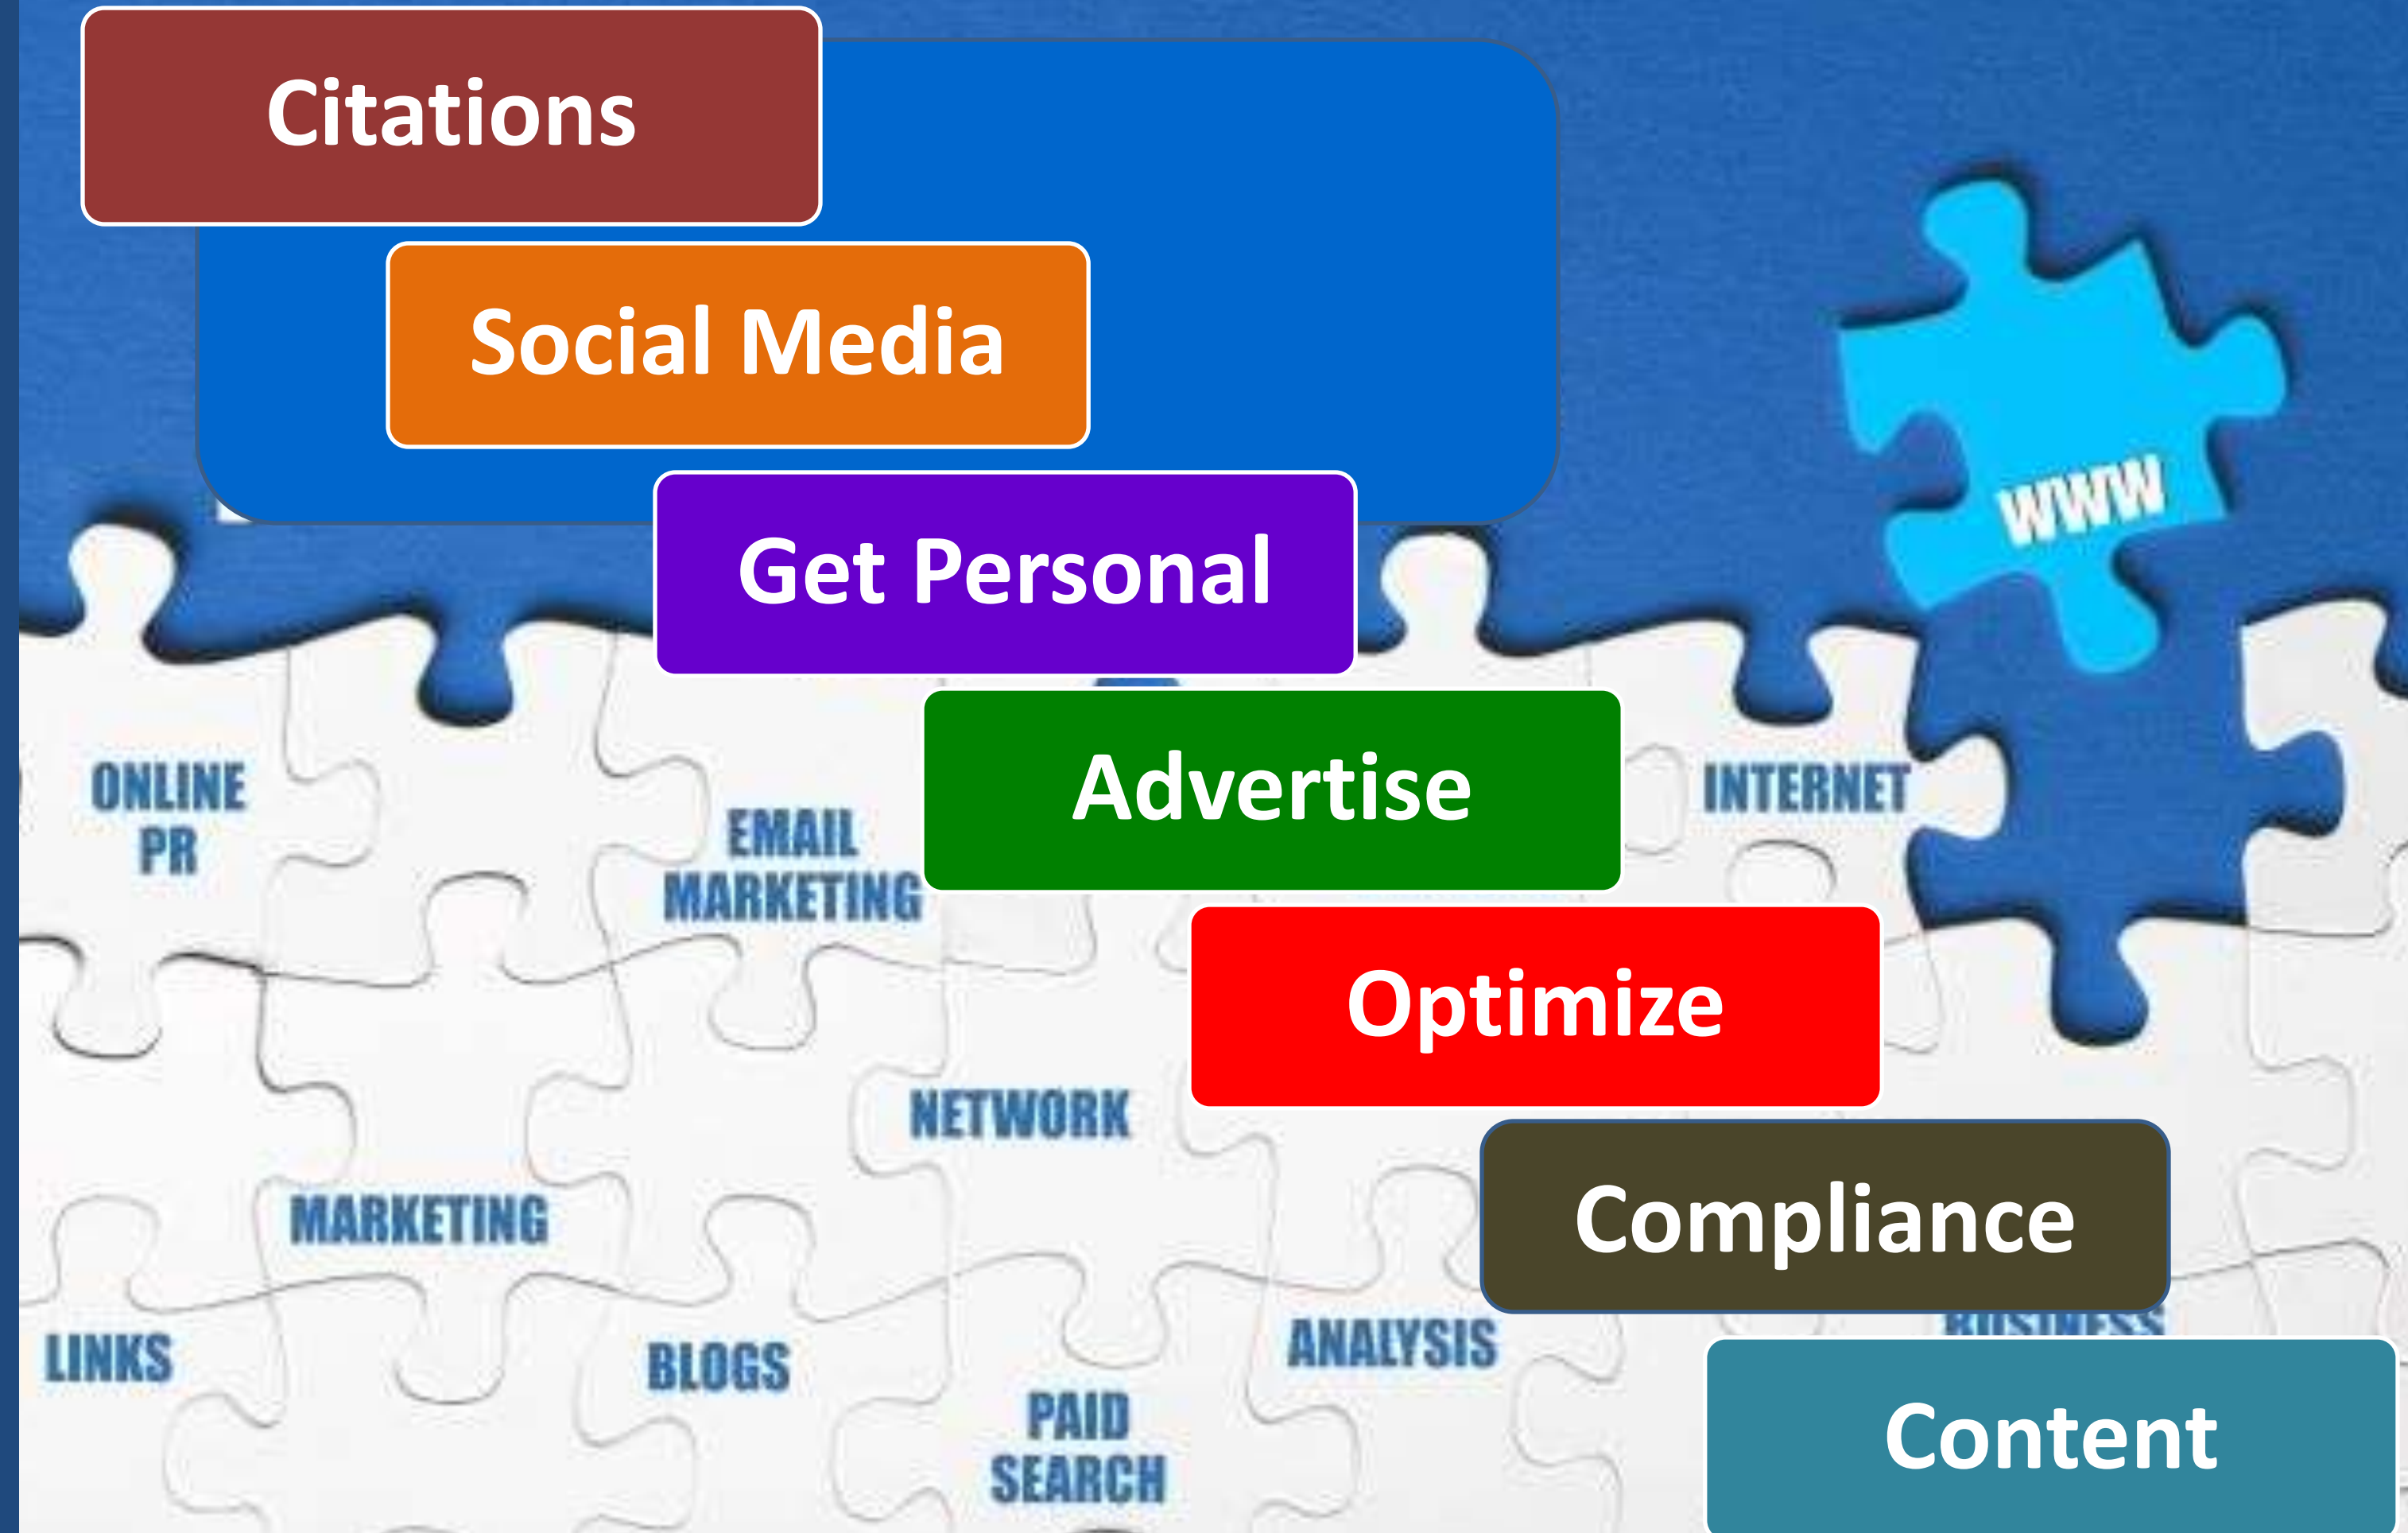 Citations
Social Media
WWW
Get Personal
Advertise
ONLINE
PR
EMAIL
MARKETING
INTERNET
Optimize
NETWORK
Compliance
MARKETING
LINKS
BLOGS
ANALYSIS
BUSINESS
PAID
SEARCH
Content